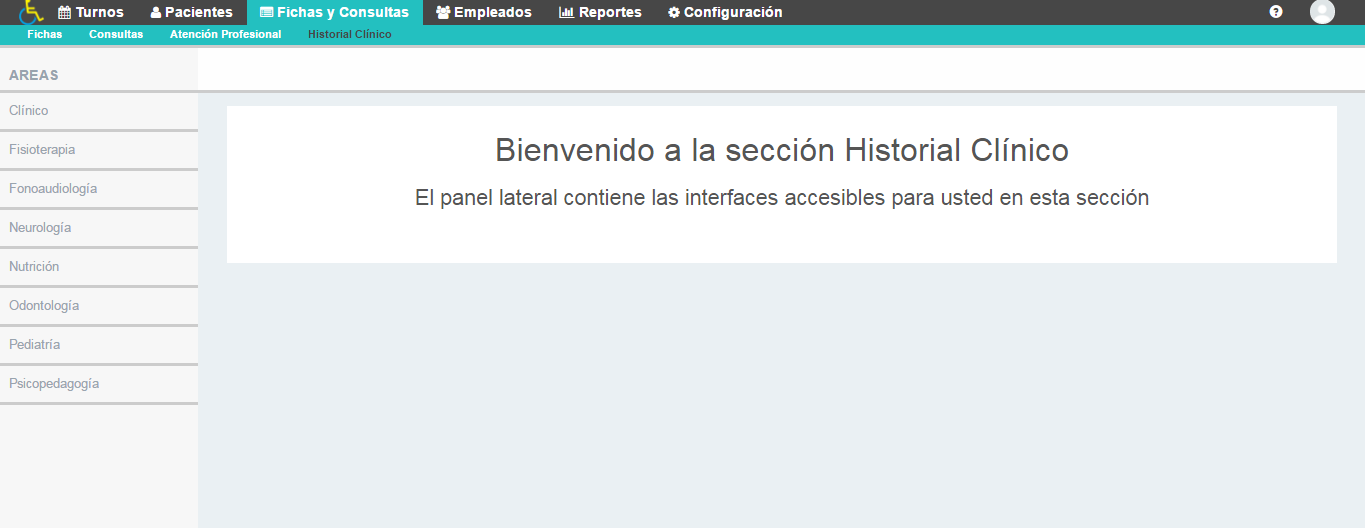 Turnos Pacientes Fichas y Consultas Empleados Reportes Configuración
Fichas Consultas Atención Profesional Historial Clínico
AREAS
Clínico
Fisioterapia
Fonoaudiología
Neurología
Nutrición
Odontología
Pediatría
Psicopedagogía
Bienvenido a la sección Historial Clínico
El panel lateral contiene las interfaces accesibles para usted en esta sección